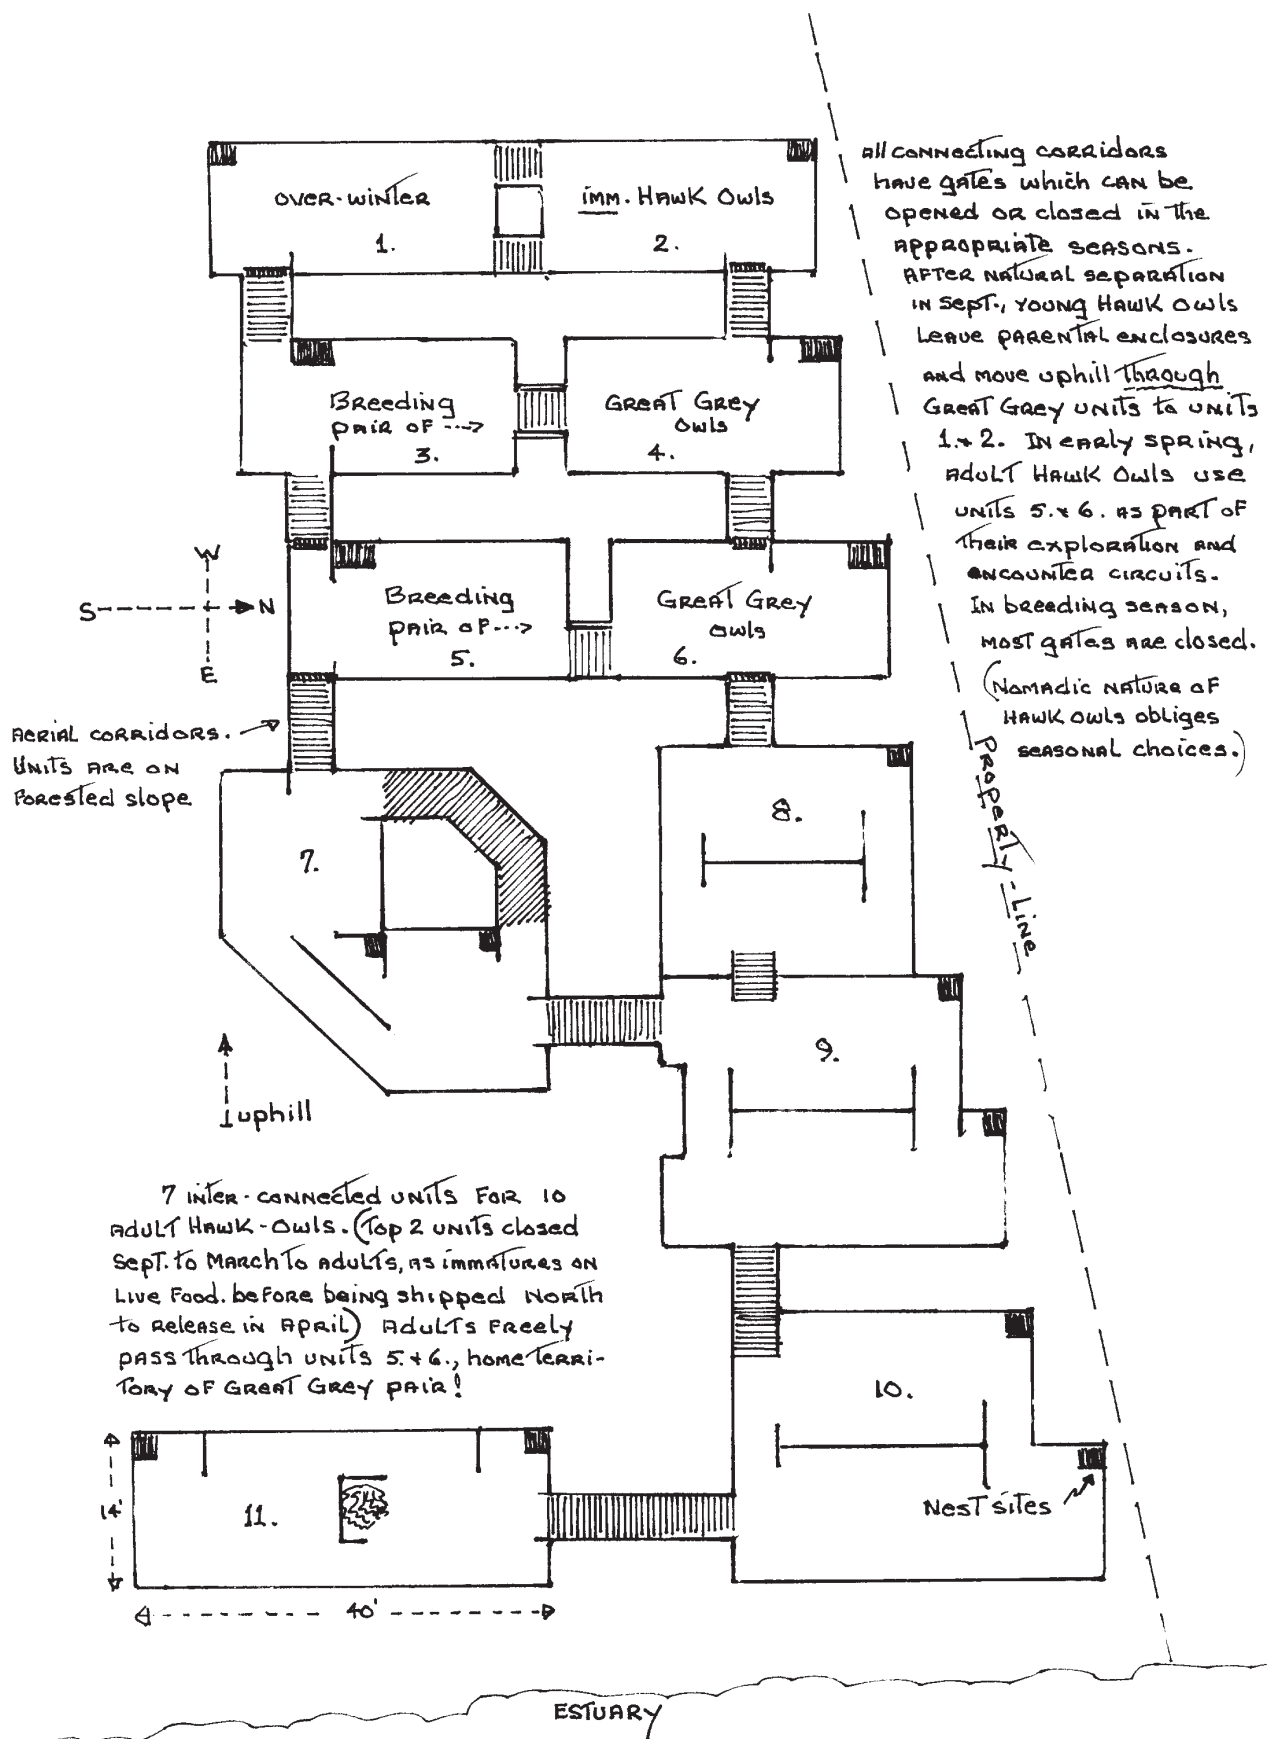 All connecting corridors
have gates which can be
opened or closed in the
appropriate seasons.
After natural separation
in Sept., young Hawk Owls
leave parental enclosures
and move uphill through
Great Grey units to units
1.+ 2. In early spring,
adult Hawk Owls use
units 5.+ 6. as part of
their exploration and
encounter circuits.
In breeding season,
most gates are closed.
(Nomadic nature of
Hawk Owls obliges
seasonal choices.)
over-winter
1.
imm. Hawk Owls
2.
Breeding
pair of --->
3.
Great Grey
Owls
4.
W
S
N
E
Breeding
pair of --->
5.
Great Grey
Owls
6.
Aerial corridors.
Units are on
forested slope
7.
8.
Property-Line
9.
uphill
7 inter-connected units for 10
adult Hawk-Owls. (Top 2 units closed
Sept. to March to adults, as immatures on
live food. before being shipped North
to release in April) Adults freely
pass through units 5.+6., home terri-
tory of Great Grey pair!
10.
Nest sites
11.
14'
40'
ESTUARY